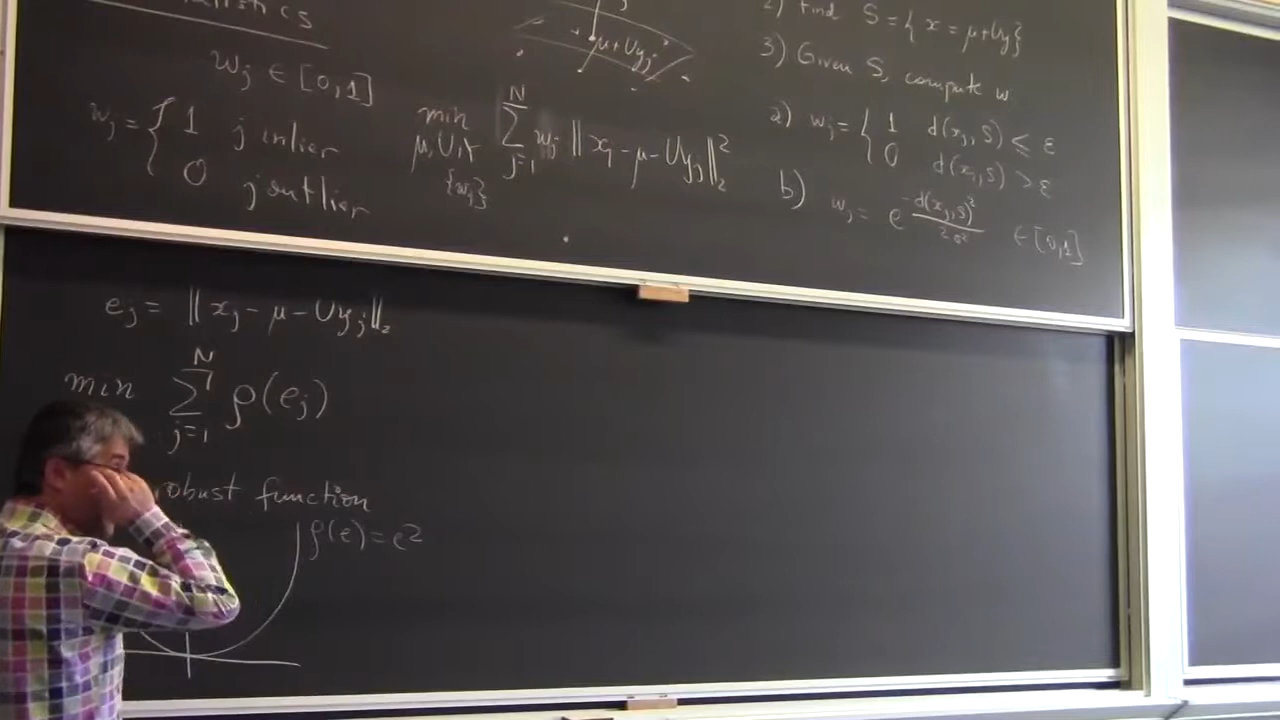 w_j ∈ [0,1]
w_j = { 1 j inlier
0 j outlier
min Σ_{j=1}^{N} w_j ‖x_j − μ − Uy_j‖_2^2
μ, U, Y
{w_j}
μ+Uy_j
2) Find S = { x = μ+Uy }
3) Given S, compute w
a) w_j = { 1 d(x_j, S) ≤ ε
0 d(x_j, S) > ε
b) w_j = e^{-d(x_j, S)^2 / 2σ^2} ∈ [0,1]
e_j = ‖x_j − μ − Uy_j‖_2
min Σ_{j=1}^{N} ρ(e_j)
robust function
ρ(e) = e^2